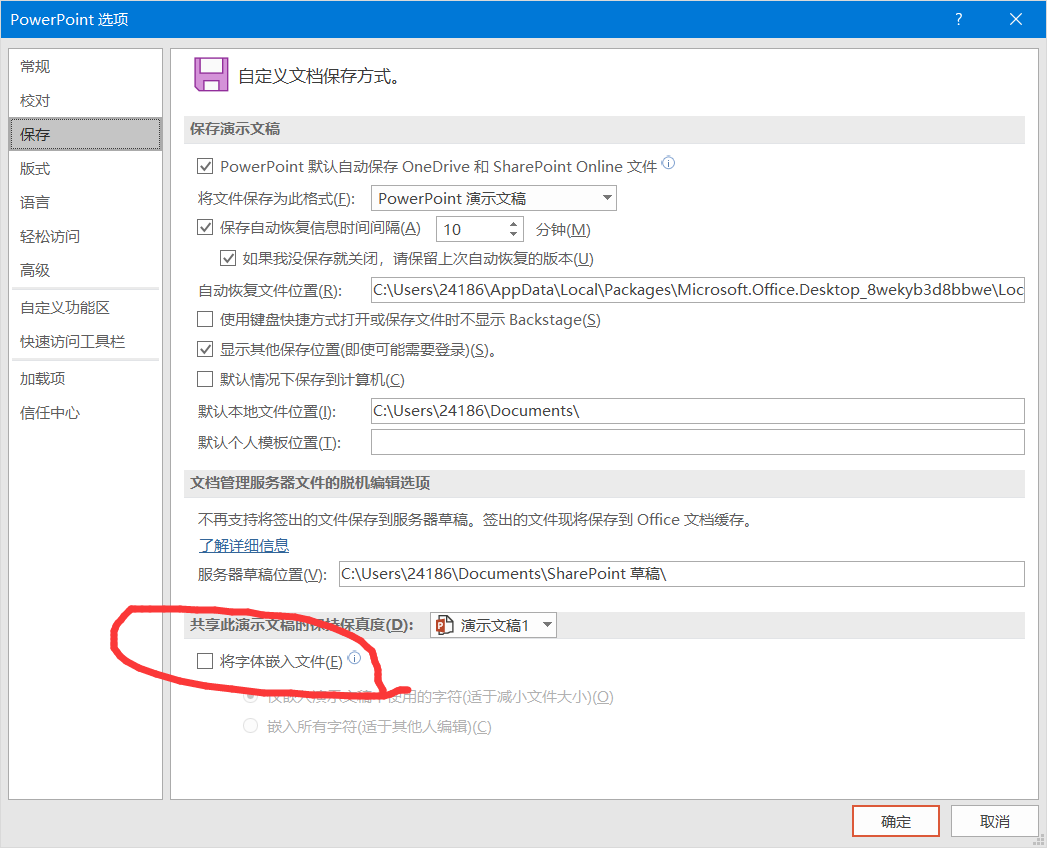 PowerPoint 选项
?
常规
校对
保存
版式
语言
轻松访问
高级
自定义功能区
快速访问工具栏
加载项
信任中心
自定义文档保存方式。
保存演示文稿
PowerPoint 默认自动保存 OneDrive 和 SharePoint Online 文件
将文件保存为此格式(F): PowerPoint 演示文稿
保存自动恢复信息时间间隔(A) 10 分钟(M)
如果我没保存就关闭，请保留上次自动恢复的版本(U)
自动恢复文件位置(R): C:\Users\24186\AppData\Local\Packages\Microsoft.Office.Desktop_8wekyb3d8bbwe\Loc
使用键盘快捷方式打开或保存文件时不显示 Backstage(S)
显示其他保存位置(即使可能需要登录)(S)。
默认情况下保存到计算机(C)
默认本地文件位置(I): C:\Users\24186\Documents\
默认个人模板位置(T):
文档管理服务器文件的脱机编辑选项
不再支持将签出的文件保存到服务器草稿。签出的文件现将保存到 Office 文档缓存。
了解详细信息
服务器草稿位置(V): C:\Users\24186\Documents\SharePoint 草稿\
共享此演示文稿时保持保真度(D): 演示文稿1
将字体嵌入文件(E)
仅嵌入演示文稿中使用的字符(适于减小文件大小)(O)
嵌入所有字符(适于其他人编辑)(C)
确定
取消